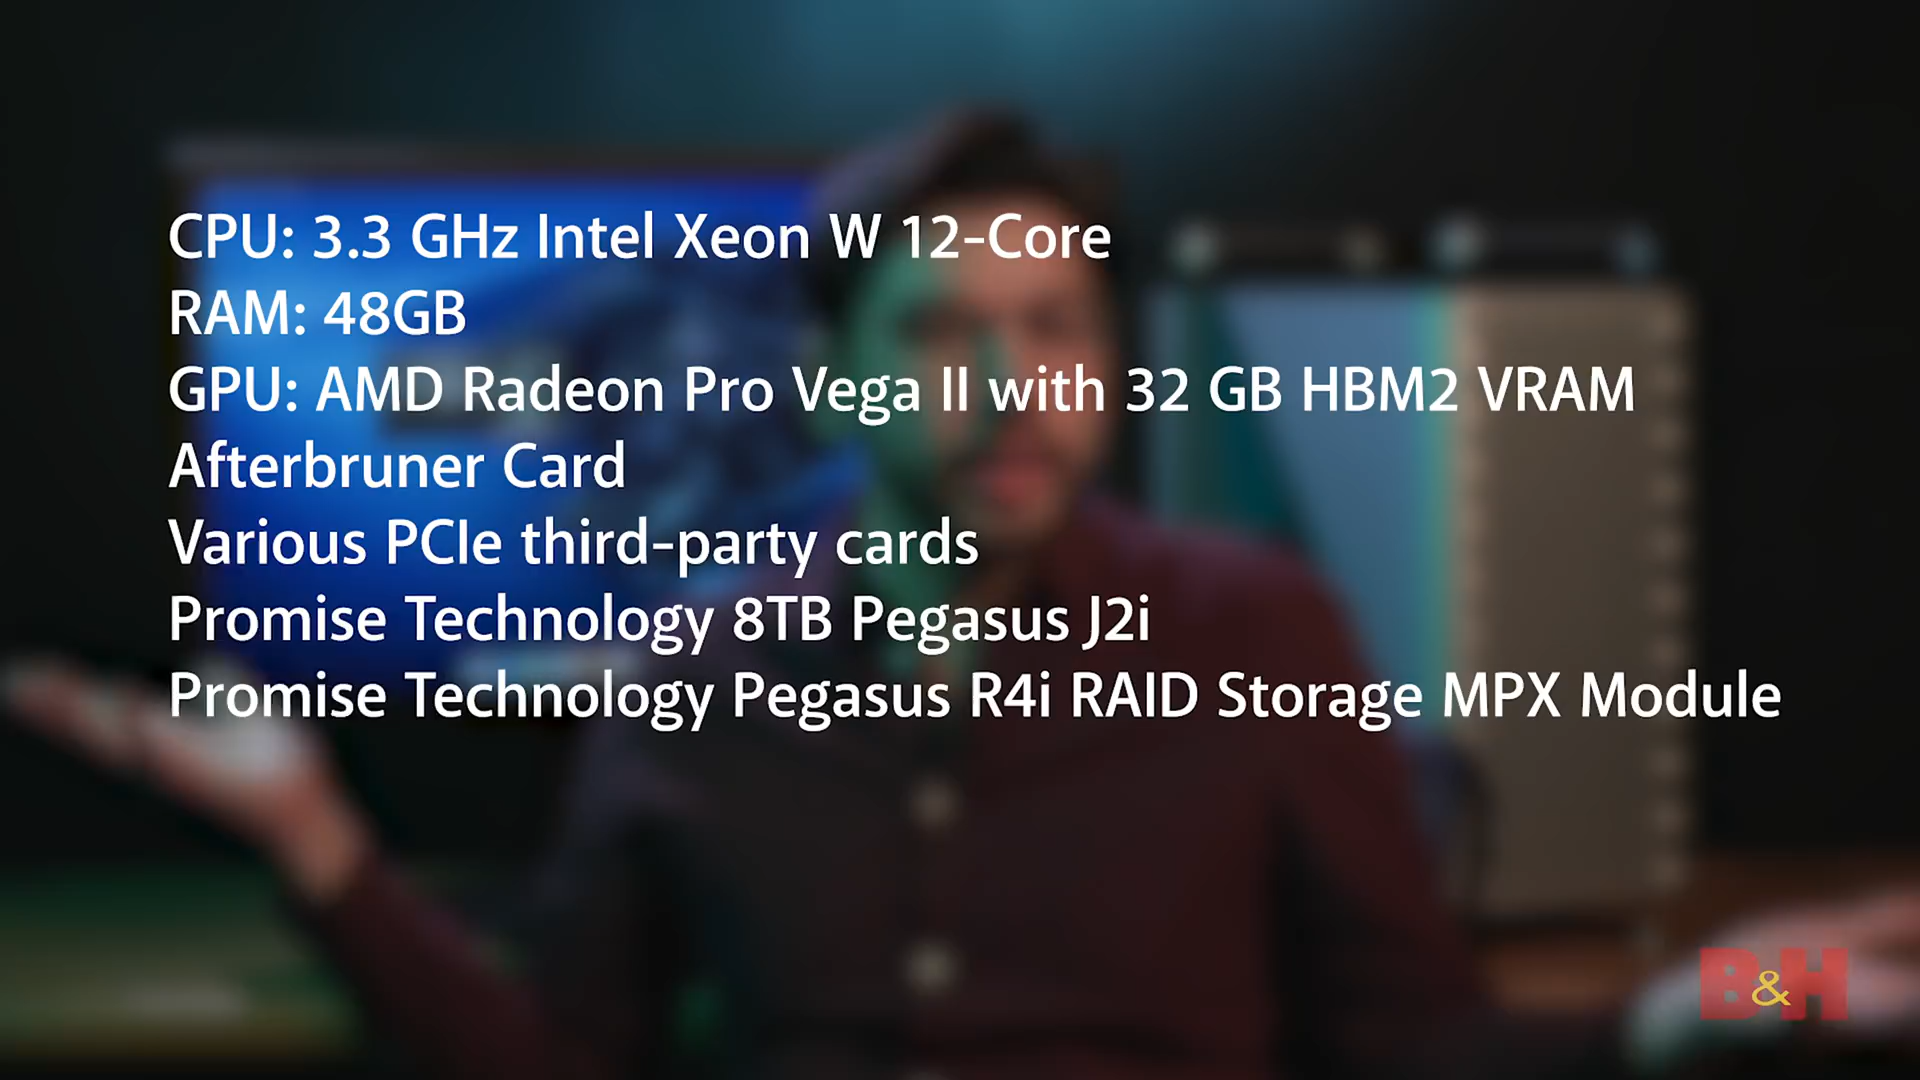 CPU: 3.3 GHz Intel Xeon W 12-Core
RAM: 48GB
GPU: AMD Radeon Pro Vega II with 32 GB HBM2 VRAM
Afterbruner Card
Various PCIe third-party cards
Promise Technology 8TB Pegasus J2i
Promise Technology Pegasus R4i RAID Storage MPX Module
B&H